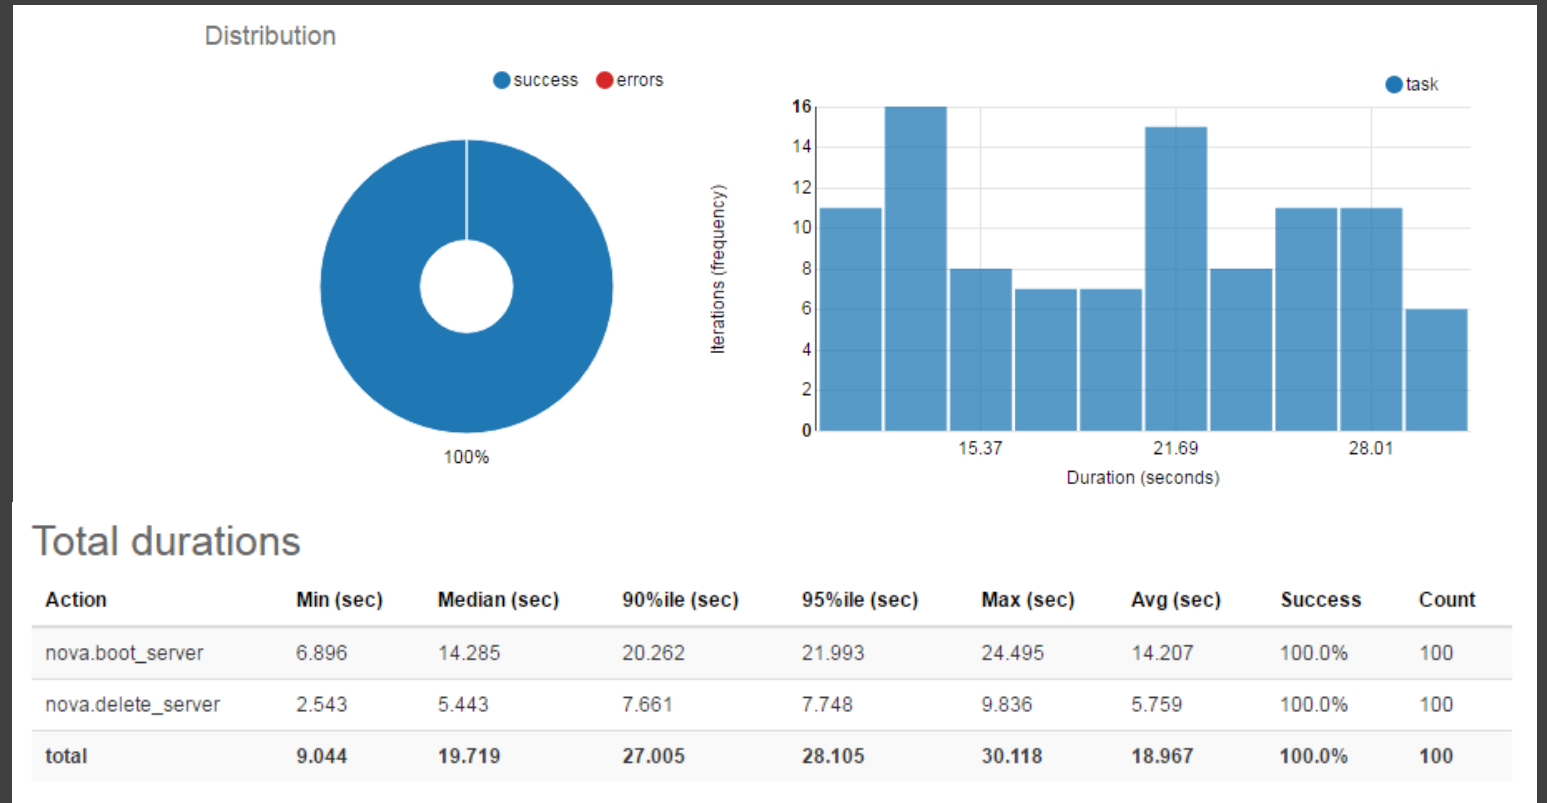 Distribution
success errors
100%
task
Iterations (frequency)
16
14
12
10
8
6
4
2
0
15.37 21.69 28.01
Duration (seconds)
Total durations
Action Min (sec) Median (sec) 90%ile (sec) 95%ile (sec) Max (sec) Avg (sec) Success Count
nova.boot_server 6.896 14.285 20.262 21.993 24.495 14.207 100.0% 100
nova.delete_server 2.543 5.443 7.661 7.748 9.836 5.759 100.0% 100
total 9.044 19.719 27.005 28.105 30.118 18.967 100.0% 100